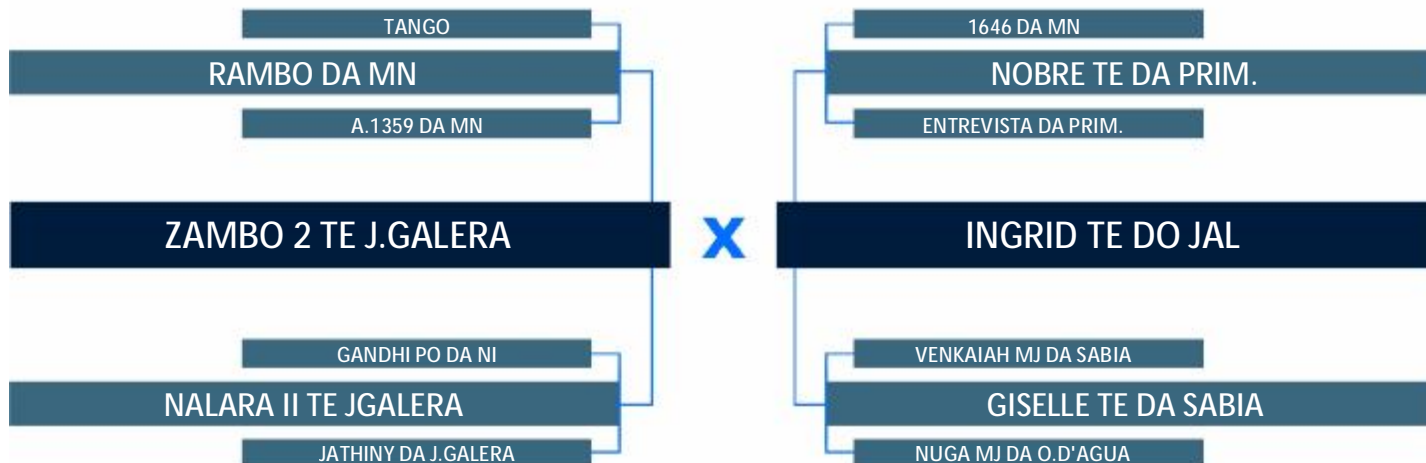 TANGO
RAMBO DA MN
A.1359 DA MN
ZAMBO 2 TE J.GALERA
GANDHI PO DA NI
NALARA II TE JGALERA
JATHINY DA J.GALERA
X
1646 DA MN
NOBRE TE DA PRIM.
ENTREVISTA DA PRIM.
INGRID TE DO JAL
VENKAIAH MJ DA SABIA
GISELLE TE DA SABIA
NUGA MJ DA O.D'AGUA